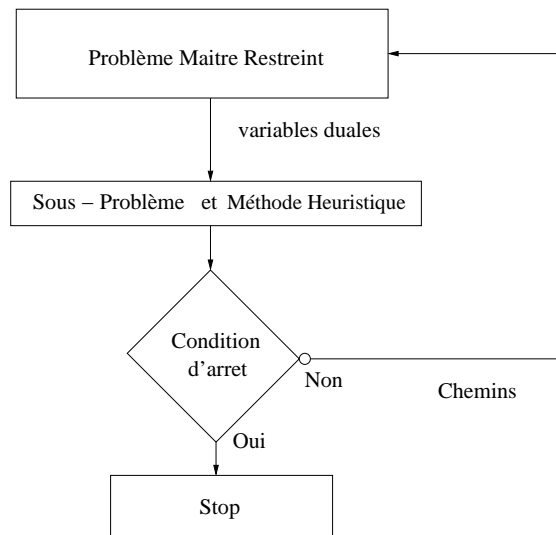 Problème Maitre Restreint
variables duales
Sous – Problème et Méthode Heuristique
Condition
d'arret
Non
Chemins
Oui
Stop